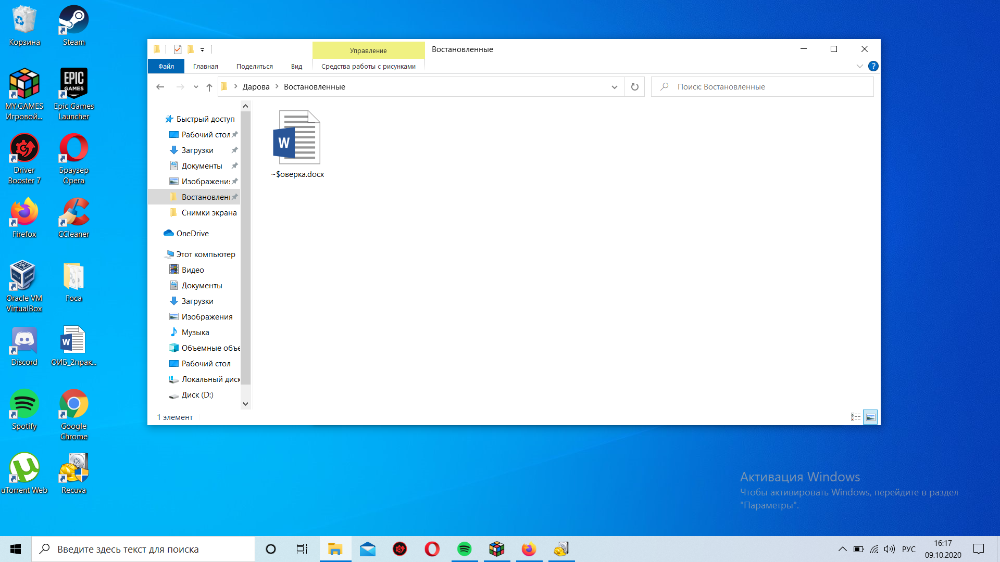 Корзина
Steam
MY.GAMES
Игровой...
Epic Games
Launcher
Driver
Booster 7
Браузер
Opera
Firefox
CCleaner
Oracle VM
VirtualBox
Foca
Discord
ОИБ_2прак...
Spotify
Google
Chrome
uTorrent Web
Recuva
EPIC
GAMES
Управление
Востановленные
Файл
Главная
Поделиться
Вид
Средства работы с рисунками
Дарова
Востановленные
Поиск: Востановленные
Быстрый доступ
Рабочий стол
Загрузки
Документы
Изображения
Востановлен
Снимки экрана
OneDrive
Этот компьютер
Видео
Документы
Загрузки
Изображения
Музыка
Объемные объе
Рабочий стол
Локальный диск
Диск (D:)
W
~$оверка.docx
1 элемент
Активация Windows
Чтобы активировать Windows, перейдите в раздел
"Параметры".
Введите здесь текст для поиска
РУС
16:17
09.10.2020